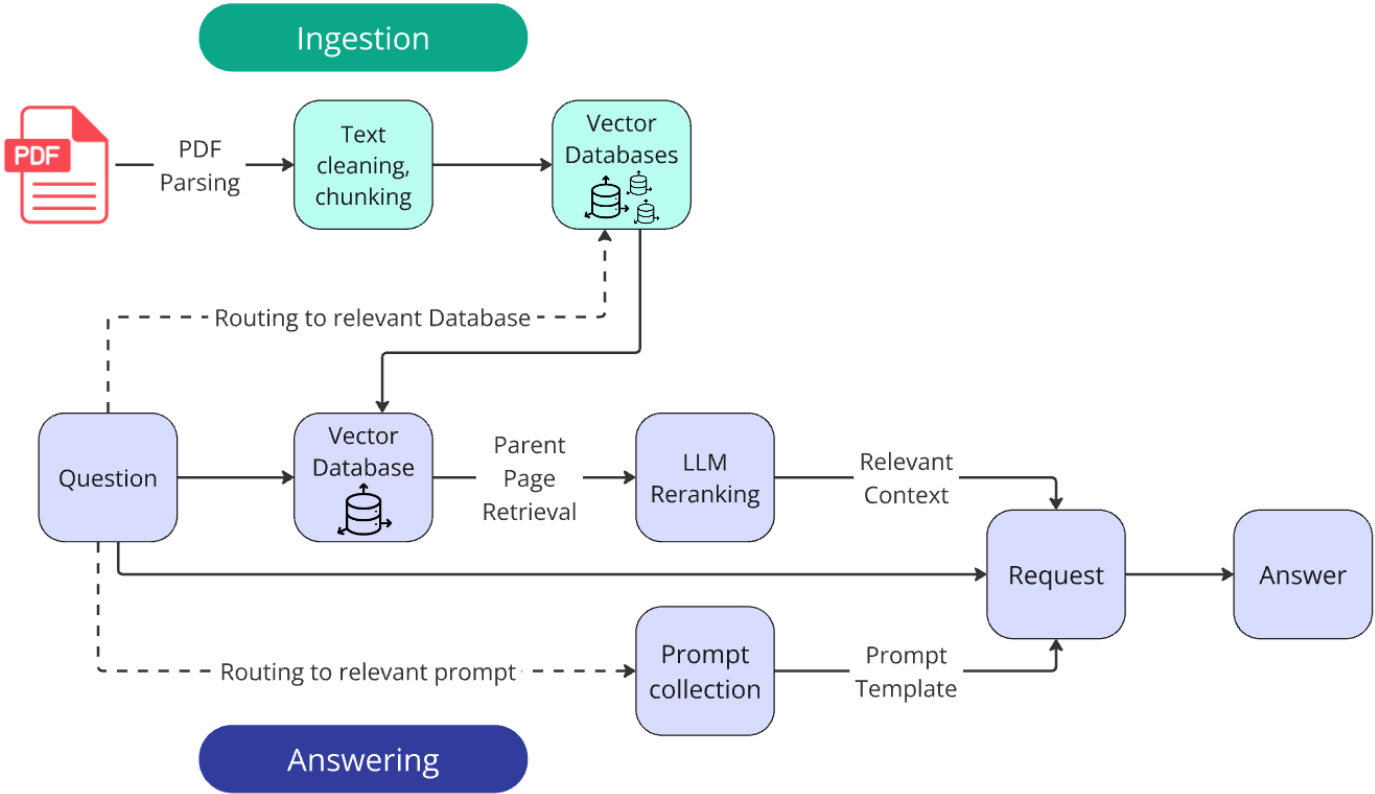 Ingestion
PDF
PDF
Parsing
Text
cleaning,
chunking
Vector
Databases
Routing to relevant Database
Question
Vector
Database
Parent
Page
Retrieval
LLM
Reranking
Relevant
Context
Request
Answer
Routing to relevant prompt
Prompt
collection
Prompt
Template
Answering